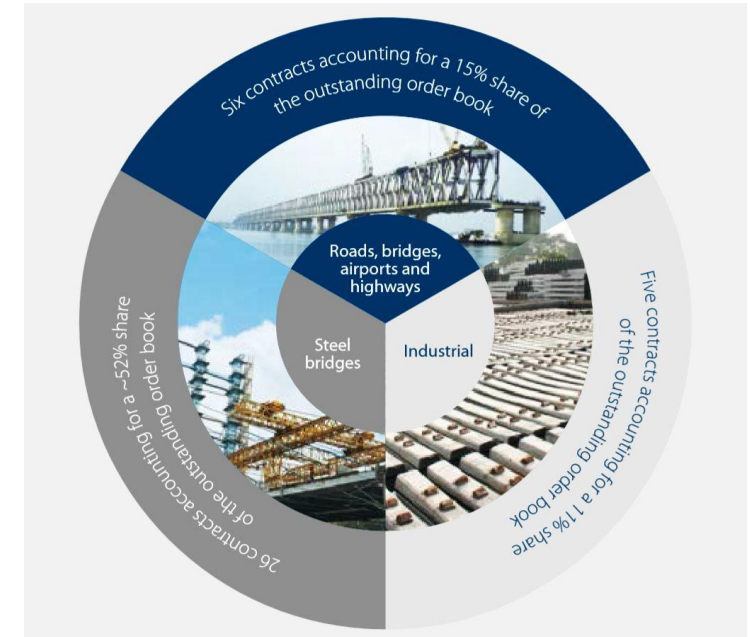 Six contracts accounting for a 15% share of
the outstanding order book
Roads, bridges,
airports and
highways
Steel
bridges
Industrial
26 contracts accounting for a ~52% share
of the outstanding order book
Five contracts accounting for a 11% share
of the outstanding order book